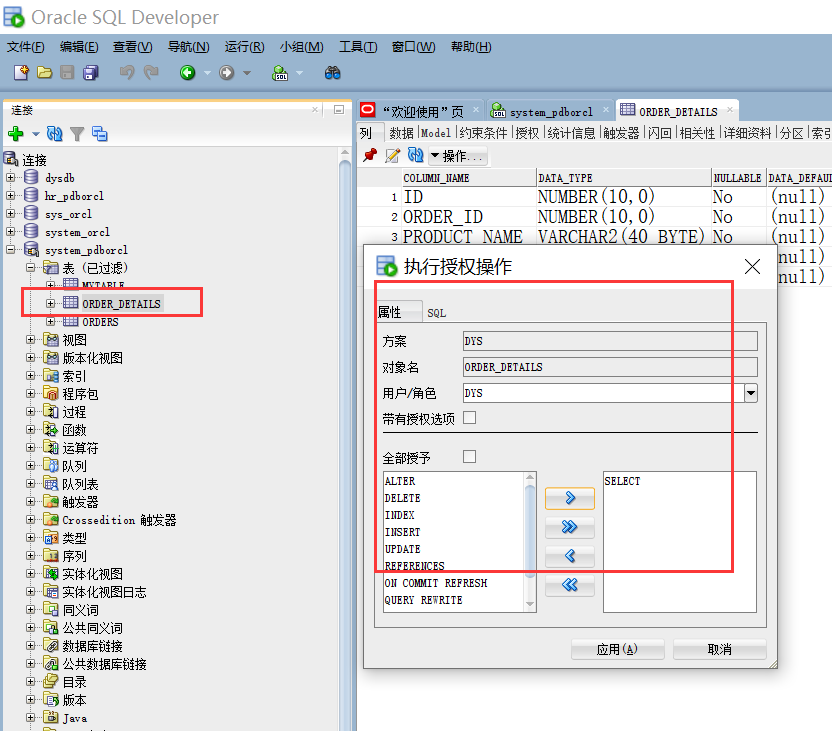 Oracle SQL Developer
文件(F) 编辑(E) 查看(V) 导航(N) 运行(R) 小组(M) 工具(T) 窗口(W) 帮助(H)
连接
连接
dysdb
hr_pdborcl
sys_orcl
system_orcl
system_pdborcl
表 (已过滤)
MYTABLE
ORDER_DETAILS
ORDERS
视图
版本化视图
索引
程序包
过程
函数
运算符
队列
队列表
触发器
Crossedition 触发器
类型
序列
实体化视图
实体化视图日志
同义词
公共同义词
数据库链接
公共数据库链接
目录
版本
Java
“欢迎使用”页 system_pdborcl ORDER_DETAILS
列 数据 Model 约束条件 授权 统计信息 触发器 闪回 相关性 详细资料 分区 索引
操作...
COLUMN_NAME DATA_TYPE NULLABLE DATA_DEFAU
1 ID NUMBER(10,0) No (null)
2 ORDER_ID NUMBER(10,0) No (null)
3 PRODUCT_NAME VARCHAR2(40 BYTE) No (null)
(null)
(null)
执行授权操作
属性 SQL
方案 DYS
对象名 ORDER_DETAILS
用户/角色 DYS
带有授权选项
全部授予
ALTER
DELETE
INDEX
INSERT
UPDATE
REFERENCES
ON COMMIT REFRESH
QUERY REWRITE
SELECT
应用(A) 取消